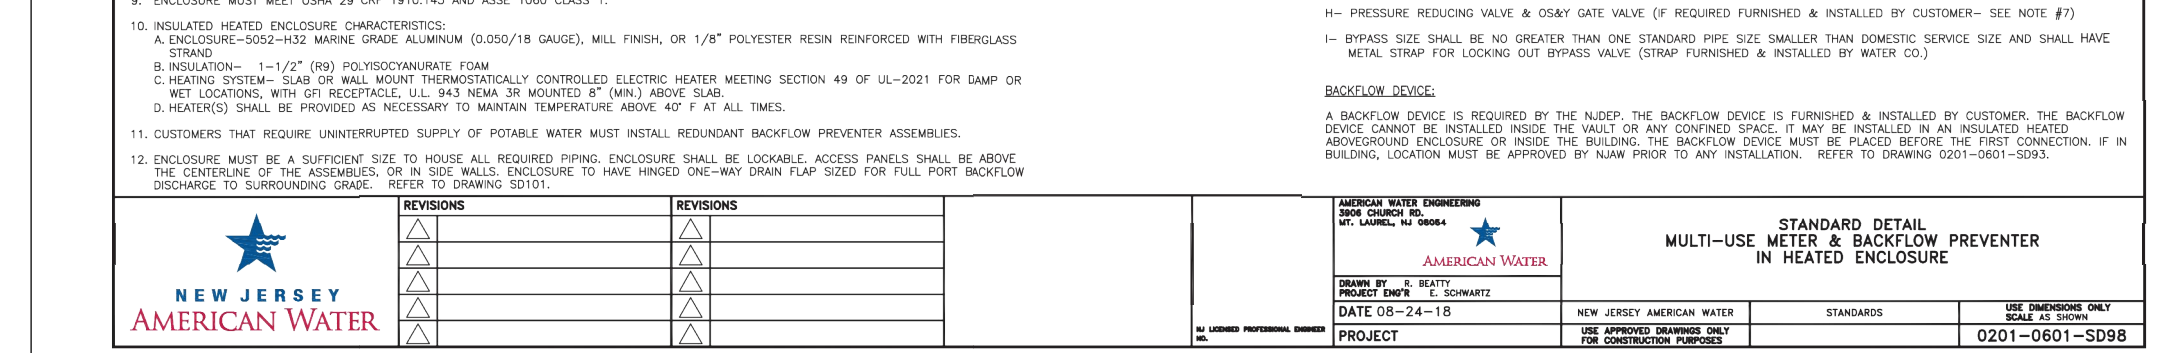 9. ENCLOSURE MUST MEET OSHA 29 CRF 1910.145 AND ASSE 1060 CLASS 1.
10. INSULATED HEATED ENCLOSURE CHARACTERISTICS:
A. ENCLOSURE-5052-H32 MARINE GRADE ALUMINUM (0.050/18 GAUGE), MILL FINISH, OR 1/8" POLYESTER RESIN REINFORCED WITH FIBERGLASS
STRAND
B. INSULATION- 1-1/2" (R9) POLYISOCYANURATE FOAM
C. HEATING SYSTEM- SLAB OR WALL MOUNT THERMOSTATICALLY CONTROLLED ELECTRIC HEATER MEETING SECTION 49 OF UL-2021 FOR DAMP OR
WET LOCATIONS, WITH GFI RECEPTACLE, U.L. 943 NEMA 3R MOUNTED 8" (MIN.) ABOVE SLAB.
D. HEATER(S) SHALL BE PROVIDED AS NECESSARY TO MAINTAIN TEMPERATURE ABOVE 40° F AT ALL TIMES.
11. CUSTOMERS THAT REQUIRE UNINTERRUPTED SUPPLY OF POTABLE WATER MUST INSTALL REDUNDANT BACKFLOW PREVENTER ASSEMBLIES.
12. ENCLOSURE MUST BE A SUFFICIENT SIZE TO HOUSE ALL REQUIRED PIPING. ENCLOSURE SHALL BE LOCKABLE. ACCESS PANELS SHALL BE ABOVE
THE CENTERLINE OF THE ASSEMBLIES, OR IN SIDE WALLS. ENCLOSURE TO HAVE HINGED ONE-WAY DRAIN FLAP SIZED FOR FULL PORT BACKFLOW
DISCHARGE TO SURROUNDING GRADE. REFER TO DRAWING SD101.
H- PRESSURE REDUCING VALVE & OS&Y GATE VALVE (IF REQUIRED FURNISHED & INSTALLED BY CUSTOMER- SEE NOTE #7)
I- BYPASS SIZE SHALL BE NO GREATER THAN ONE STANDARD PIPE SIZE SMALLER THAN DOMESTIC SERVICE SIZE AND SHALL HAVE
METAL STRAP FOR LOCKING OUT BYPASS VALVE (STRAP FURNISHED & INSTALLED BY WATER CO.)
BACKFLOW DEVICE:
A BACKFLOW DEVICE IS REQUIRED BY THE NJDEP. THE BACKFLOW DEVICE IS FURNISHED & INSTALLED BY CUSTOMER. THE BACKFLOW
DEVICE CANNOT BE INSTALLED INSIDE THE VAULT OR ANY CONFINED SPACE. IT MAY BE INSTALLED IN AN INSULATED HEATED
ABOVEGROUND ENCLOSURE OR INSIDE THE BUILDING. THE BACKFLOW DEVICE MUST BE PLACED BEFORE THE FIRST CONNECTION. IF IN
BUILDING, LOCATION MUST BE APPROVED BY NJAW PRIOR TO ANY INSTALLATION. REFER TO DRAWING 0201-0601-SD93.
NEW JERSEY
AMERICAN WATER
REVISIONS
REVISIONS
NJ LICENSED PROFESSIONAL ENGINEER
NO.
AMERICAN WATER ENGINEERING
3906 CHURCH RD.
MT. LAUREL, NJ 08054
AMERICAN WATER
DRAWN BY R. BEATTY
PROJECT ENG'R E. SCHWARTZ
DATE 08-24-18
PROJECT
STANDARD DETAIL
MULTI-USE METER & BACKFLOW PREVENTER
IN HEATED ENCLOSURE
NEW JERSEY AMERICAN WATER
STANDARDS
USE DIMENSIONS ONLY
SCALE AS SHOWN
USE APPROVED DRAWINGS ONLY
FOR CONSTRUCTION PURPOSES
0201-0601-SD98